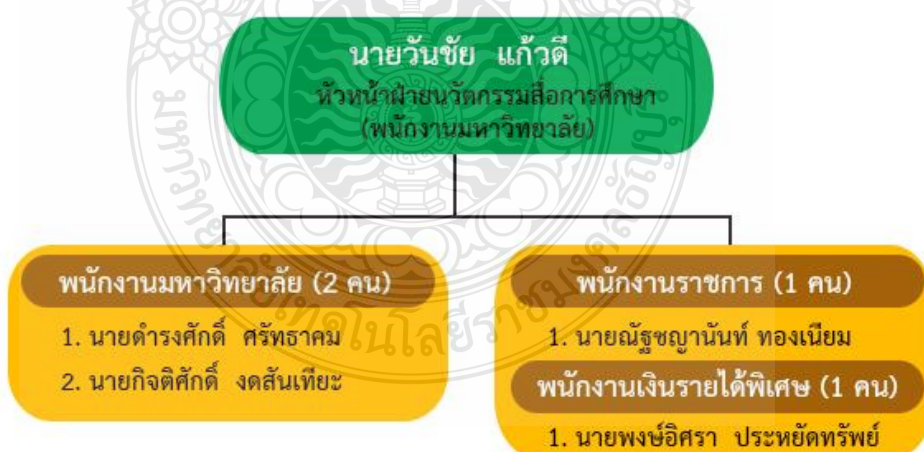 นายวันชัย แก้วดี
หัวหน้าฝ่ายนวัตกรรมสื่อการศึกษา
(พนักงานมหาวิทยาลัย)
พนักงานมหาวิทยาลัย (2 คน)
1. นายดำรงศักดิ์ ศรัทธาคม
2. นายกิจติศักดิ์ งดสันเทียะ
พนักงานราชการ (1 คน)
1. นายณัฐชญานันท์ ทองเนียม
พนักงานเงินรายได้พิเศษ (1 คน)
1. นายพงษ์อิศรา ประหยัดทรัพย์